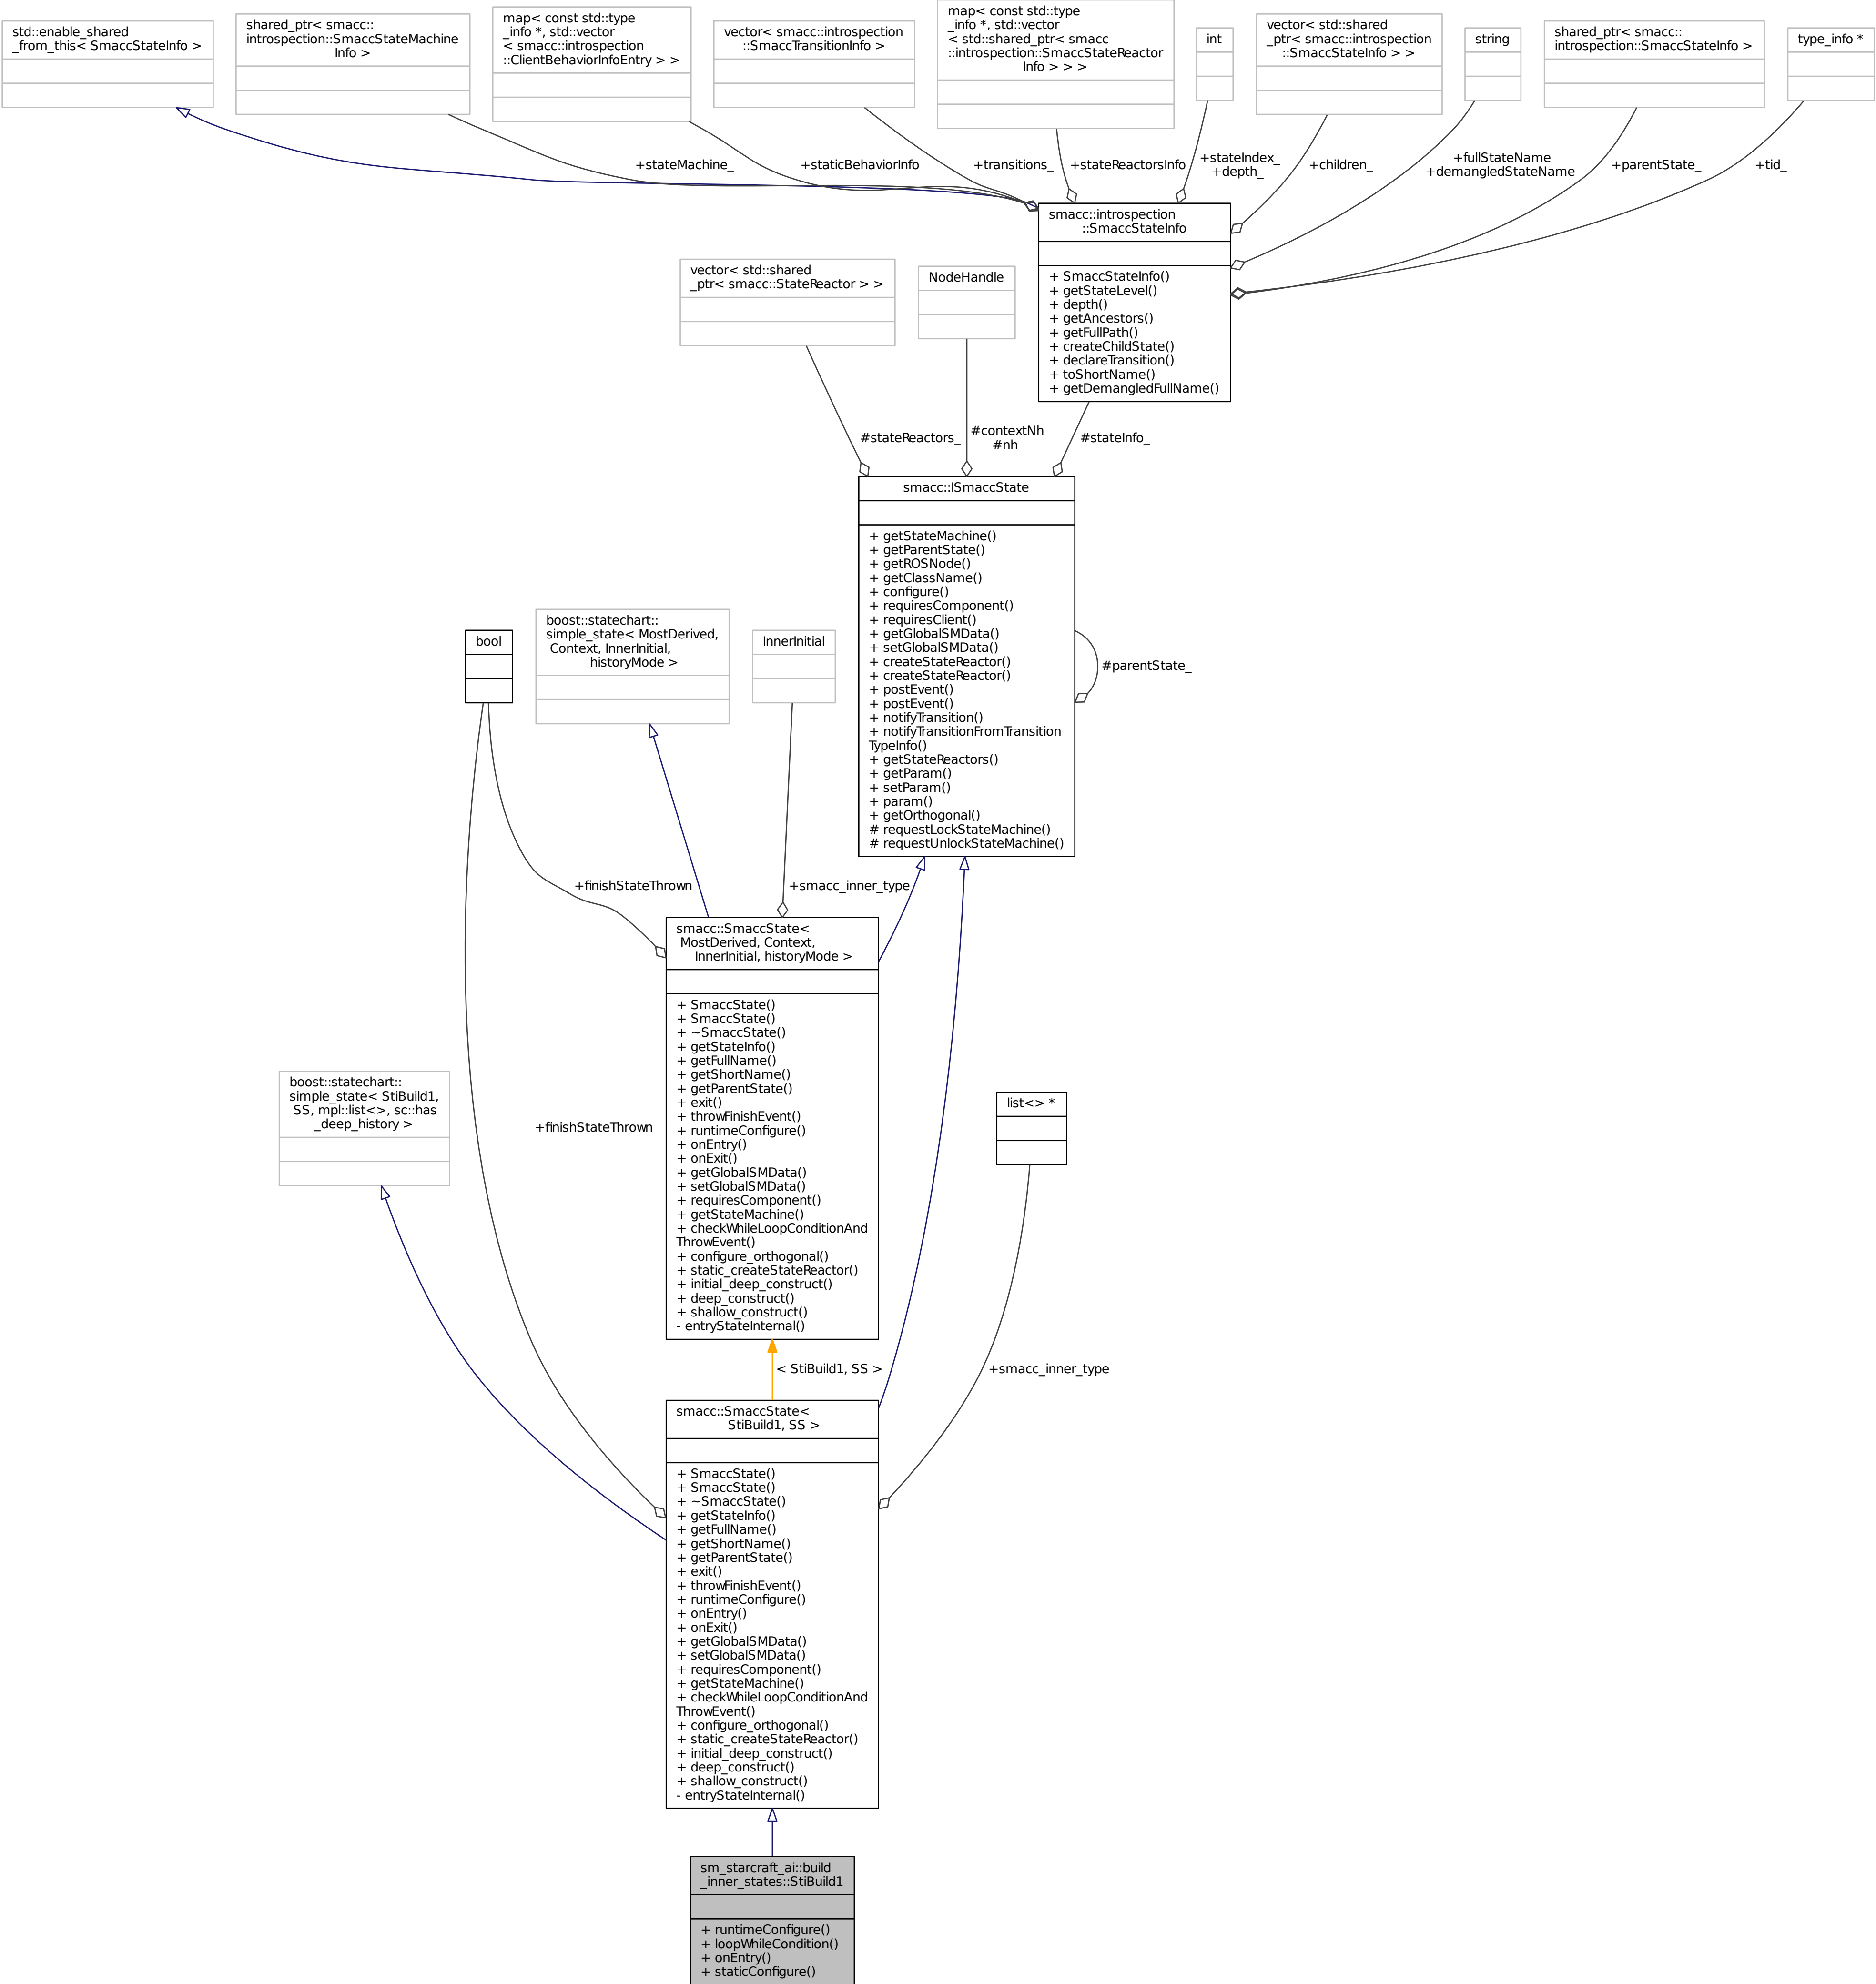 std::enable_shared
_from_this< SmaccStateInfo >
shared_ptr< smacc::
introspection::SmaccStateMachine
Info >
map< const std::type
_info *, std::vector
< smacc::introspection
::ClientBehaviorInfoEntry > >
vector< smacc::introspection
::SmaccTransitionInfo >
map< const std::type
_info *, std::vector
< std::shared_ptr< smacc
::introspection::SmaccStateReactor
Info > > >
int
vector< std::shared
_ptr< smacc::introspection
::SmaccStateInfo > >
string
shared_ptr< smacc::
introspection::SmaccStateInfo >
type_info *
+stateMachine_
+staticBehaviorInfo
+transitions_
+stateReactorsInfo
+stateIndex_
+depth_
+children_
+fullStateName
+demangledStateName
+parentState_
+tid_
smacc::introspection
::SmaccStateInfo
+ SmaccStateInfo()
+ getStateLevel()
+ depth()
+ getAncestors()
+ getFullPath()
+ createChildState()
+ declareTransition()
+ toShortName()
+ getDemangledFullName()
vector< std::shared
_ptr< smacc::StateReactor > >
NodeHandle
#stateReactors_
#contextNh
#nh
#stateInfo_
smacc::ISmaccState
+ getStateMachine()
+ getParentState()
+ getROSNode()
+ getClassName()
+ configure()
+ requiresComponent()
+ requiresClient()
+ getGlobalSMData()
+ setGlobalSMData()
+ createStateReactor()
+ createStateReactor()
+ postEvent()
+ postEvent()
+ notifyTransition()
+ notifyTransitionFromTransition
TypeInfo()
+ getStateReactors()
+ getParam()
+ setParam()
+ param()
+ getOrthogonal()
# requestLockStateMachine()
# requestUnlockStateMachine()
#parentState_
bool
boost::statechart::
simple_state< MostDerived,
Context, InnerInitial,
historyMode >
InnerInitial
+finishStateThrown
+smacc_inner_type
smacc::SmaccState<
MostDerived, Context,
InnerInitial, historyMode >
+ SmaccState()
+ SmaccState()
+ ~SmaccState()
+ getStateInfo()
+ getFullName()
+ getShortName()
+ getParentState()
+ exit()
+ throwFinishEvent()
+ runtimeConfigure()
+ onEntry()
+ onExit()
+ getGlobalSMData()
+ setGlobalSMData()
+ requiresComponent()
+ getStateMachine()
+ checkWhileLoopConditionAnd
ThrowEvent()
+ configure_orthogonal()
+ static_createStateReactor()
+ initial_deep_construct()
+ deep_construct()
+ shallow_construct()
- entryStateInternal()
boost::statechart::
simple_state< StiBuild1,
SS, mpl::list<>, sc::has
_deep_history >
+finishStateThrown
list<> *
< StiBuild1, SS >
+smacc_inner_type
smacc::SmaccState<
StiBuild1, SS >
+ SmaccState()
+ SmaccState()
+ ~SmaccState()
+ getStateInfo()
+ getFullName()
+ getShortName()
+ getParentState()
+ exit()
+ throwFinishEvent()
+ runtimeConfigure()
+ onEntry()
+ onExit()
+ getGlobalSMData()
+ setGlobalSMData()
+ requiresComponent()
+ getStateMachine()
+ checkWhileLoopConditionAnd
ThrowEvent()
+ configure_orthogonal()
+ static_createStateReactor()
+ initial_deep_construct()
+ deep_construct()
+ shallow_construct()
- entryStateInternal()
sm_starcraft_ai::build
_inner_states::StiBuild1
+ runtimeConfigure()
+ loopWhileCondition()
+ onEntry()
+ staticConfigure()